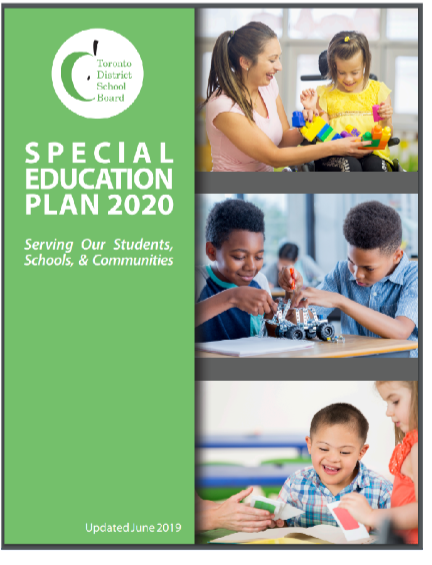 Toronto
District
School
Board
SPECIAL
EDUCATION
PLAN 2020
Serving Our Students,
Schools, & Communities
Updated June 2019